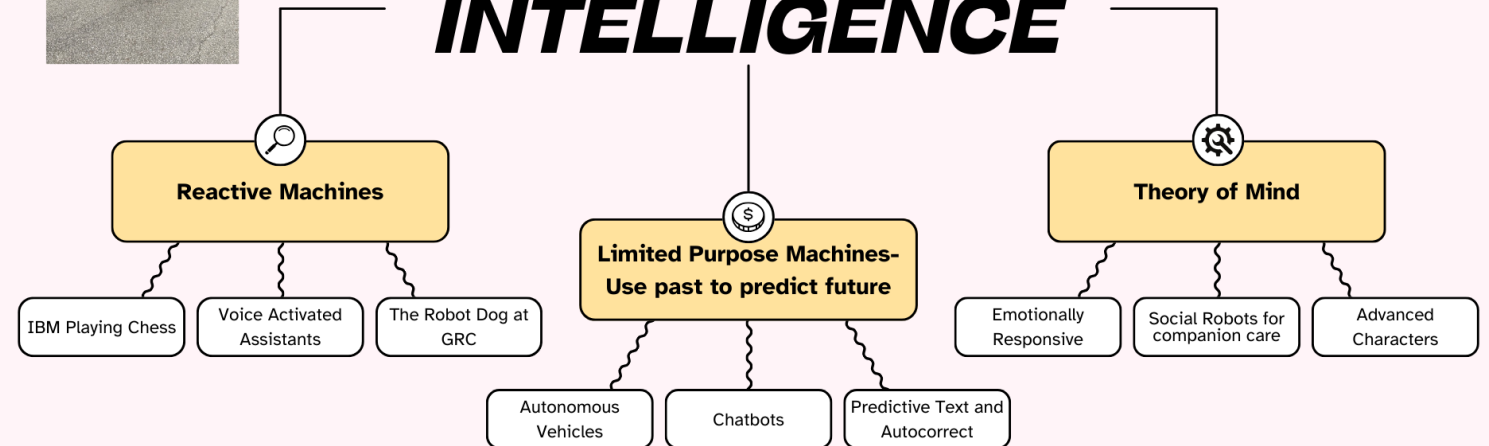 INTELLIGENCE
Reactive Machines
IBM Playing Chess
Voice Activated
Assistants
The Robot Dog at
GRC
$
Limited Purpose Machines-
Use past to predict future
Autonomous
Vehicles
Chatbots
Predictive Text and
Autocorrect
Theory of Mind
Emotionally
Responsive
Social Robots for
companion care
Advanced
Characters